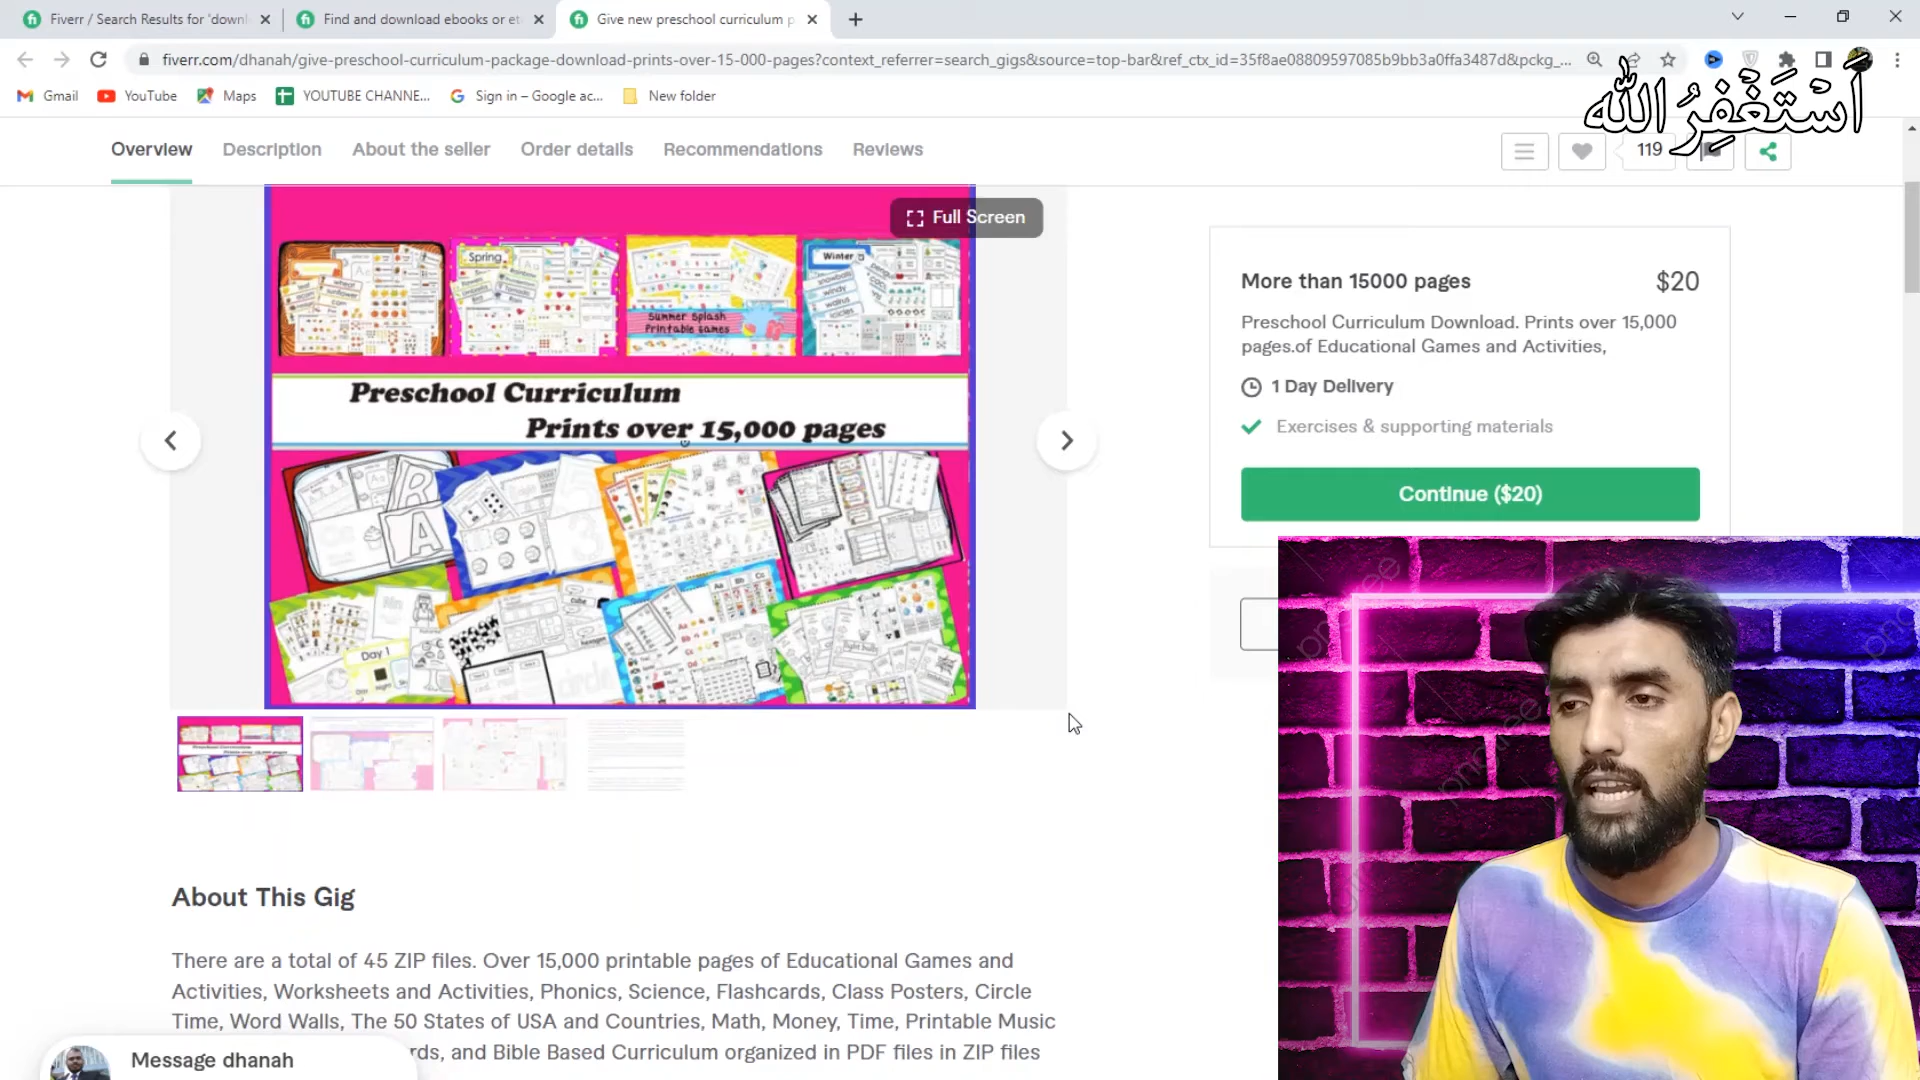 Fiverr / Search Results for 'downl
Find and download ebooks or et
Give new preschool curriculum p
fiverr.com/dhanah/give-preschool-curriculum-package-download-prints-over-15-000-pages?context_referrer=search_gigs&source=top-bar&ref_ctx_id=35f8ae08809597085b9bb3a0ffa3487d&pckg_...
Gmail
YouTube
Maps
YOUTUBE CHANNE...
Sign in – Google ac...
New folder
أَسْتَغْفِرُ اللّٰه
Overview
Description
About the seller
Order details
Recommendations
Reviews
119
Full Screen
Spring
Winter
Summer Splash
Printable games
Preschool Curriculum
Prints over 15,000 pages
Day 1
More than 15000 pages
$20
Preschool Curriculum Download. Prints over 15,000
pages.of Educational Games and Activities,
1 Day Delivery
Exercises & supporting materials
Continue ($20)
pngtree
About This Gig
There are a total of 45 ZIP files. Over 15,000 printable pages of Educational Games and
Activities, Worksheets and Activities, Phonics, Science, Flashcards, Class Posters, Circle
Time, Word Walls, The 50 States of USA and Countries, Math, Money, Time, Printable Music
rds, and Bible Based Curriculum organized in PDF files in ZIP files
Message dhanah